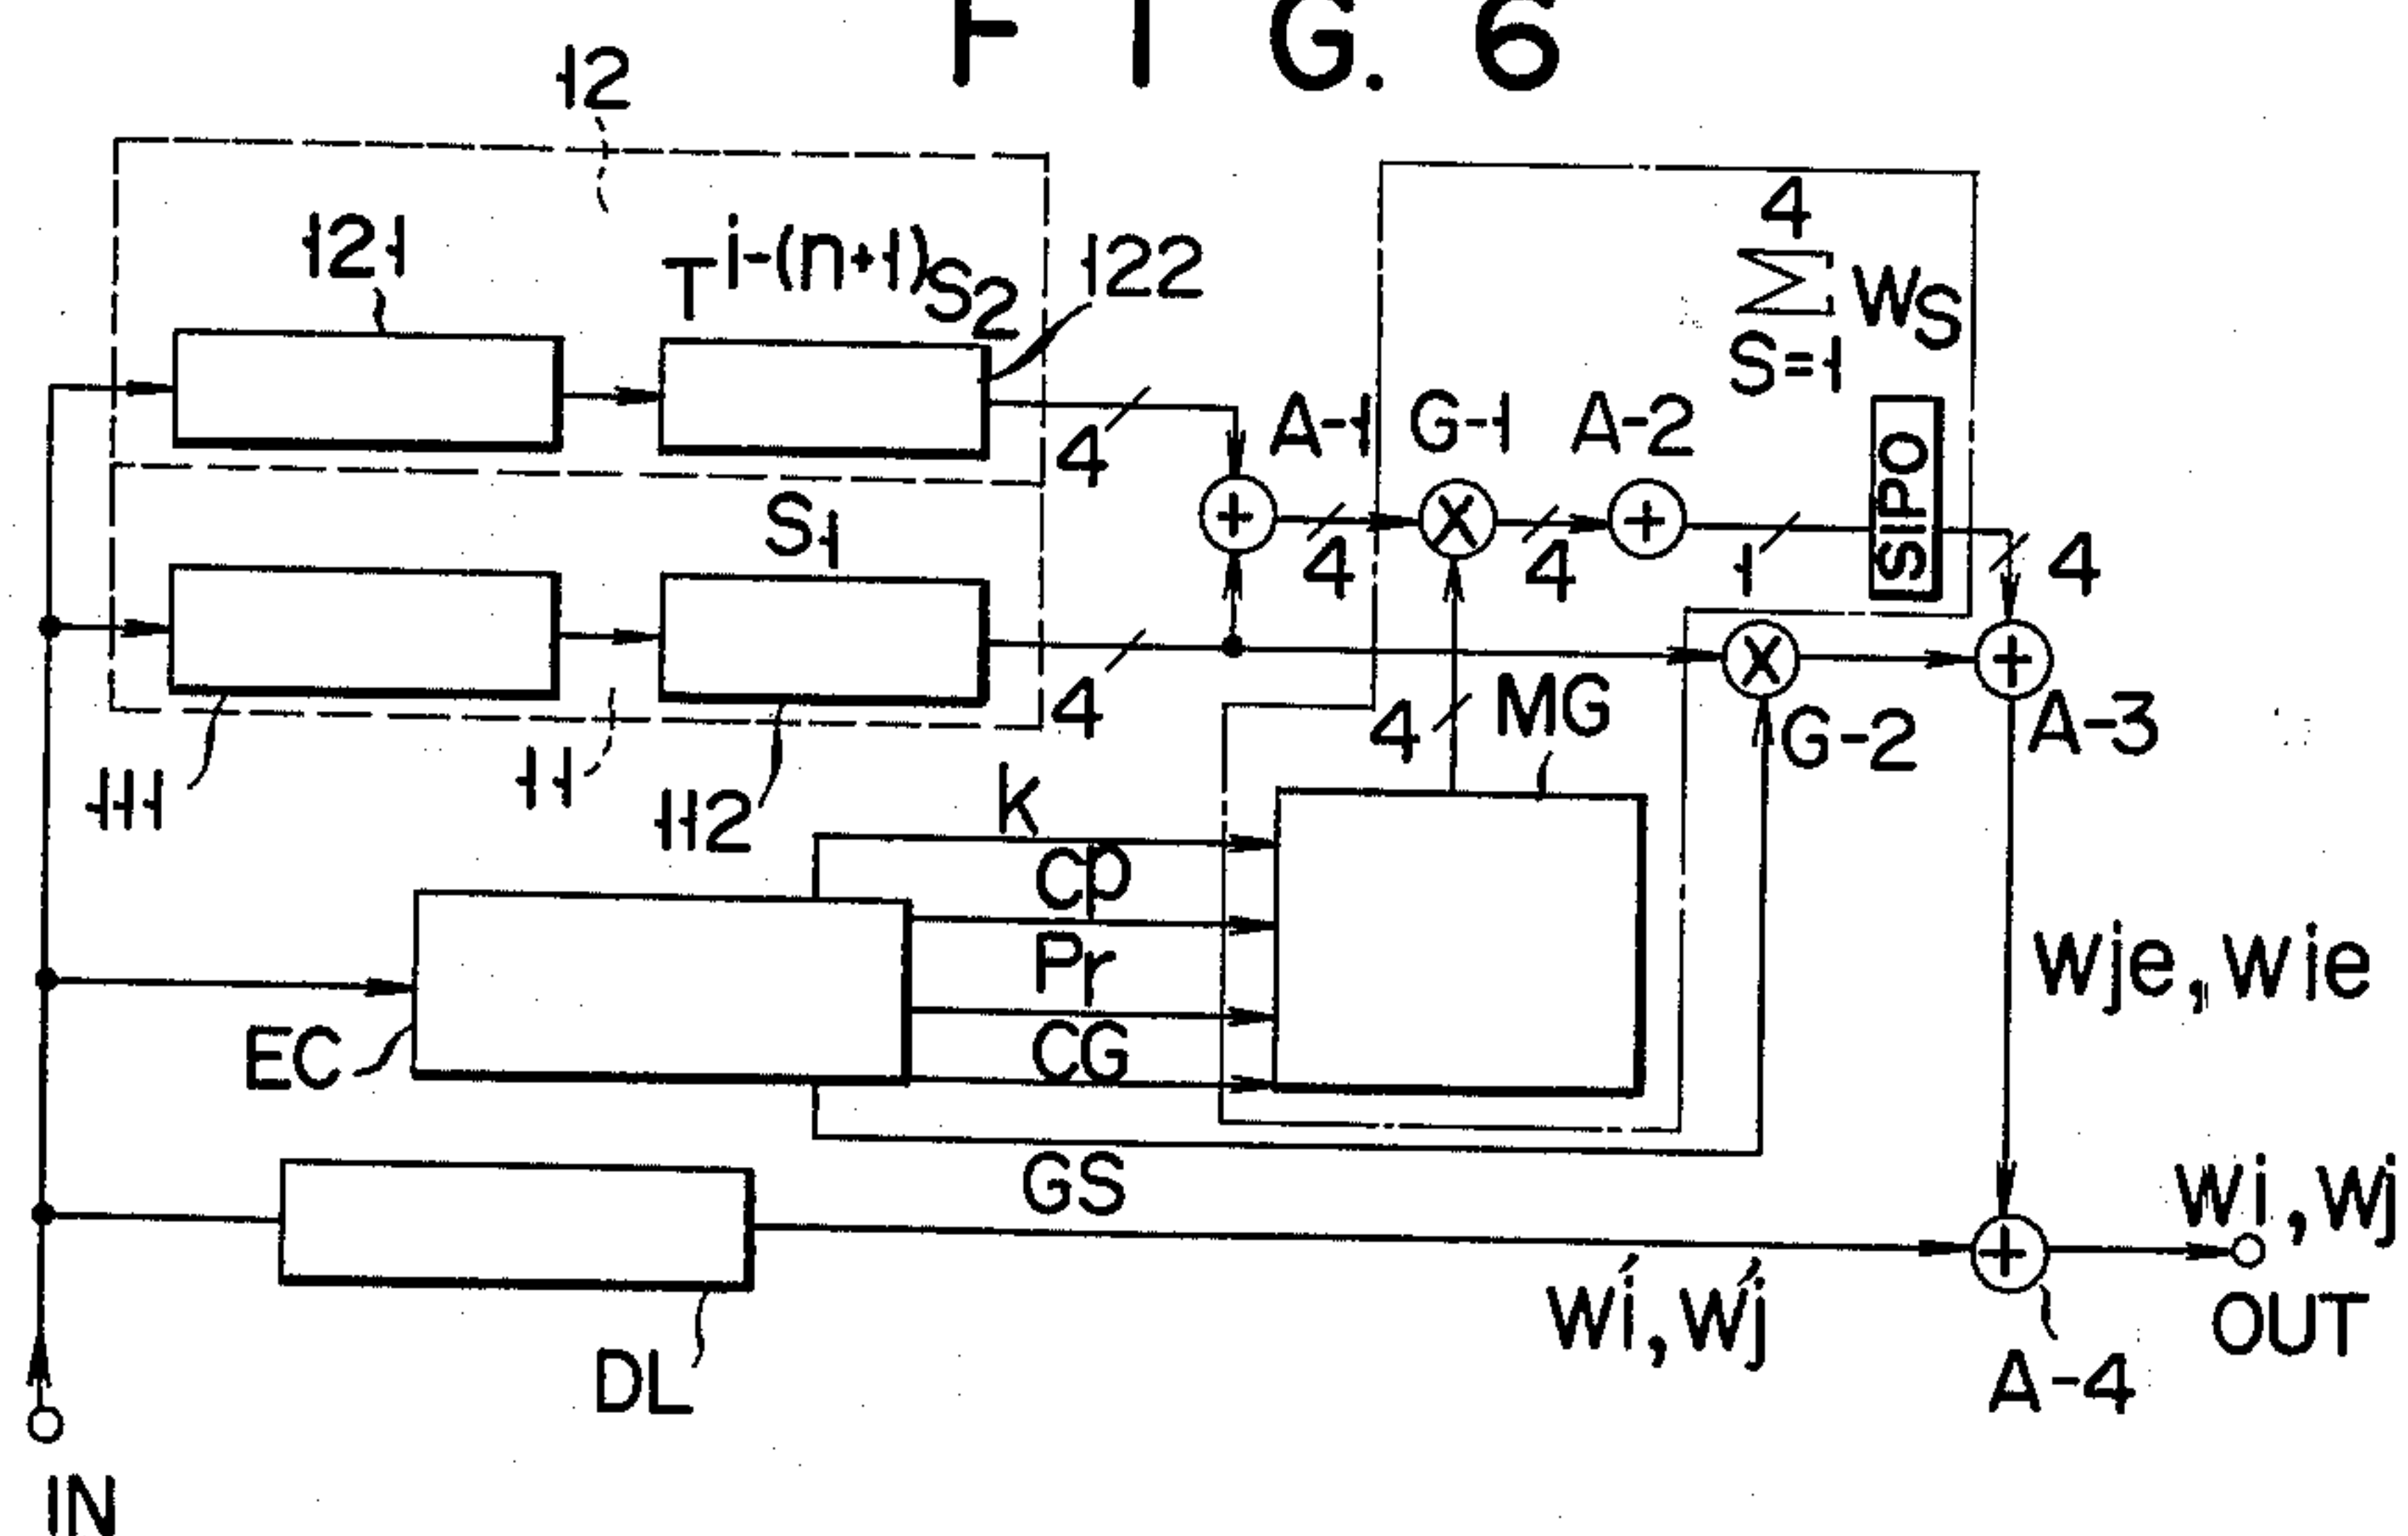 FIG. 6
12
121
T i-(n+1) S2
122
4
Σ WS
S=1
4
A-1
G-1
A-2
SIPO
4
4
1
4
S1
4
111
11
112
4
MG
G-2
A-3
K
CP
Pr
CG
EC
GS
Wje, Wie
DL
Wi', Wj'
Wi, Wj
OUT
A-4
IN